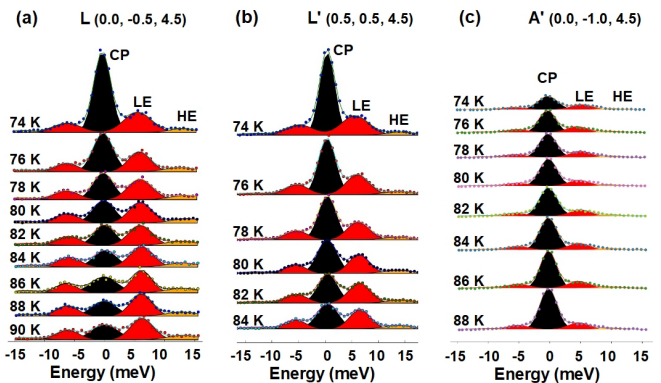 (a) L (0.0, -0.5, 4.5)
CP
LE
HE
74 K
76 K
78 K
80 K
82 K
84 K
86 K
88 K
90 K
-15 -10 -5 0 5 10 15
Energy (meV)
(b) L' (0.5, 0.5, 4.5)
CP
LE
HE
74 K
76 K
78 K
80 K
82 K
84 K
-15 -10 -5 0 5 10 15
Energy (meV)
(c) A' (0.0, -1.0, 4.5)
CP LE HE
74 K
76 K
78 K
80 K
82 K
84 K
86 K
88 K
-15 -10 -5 0 5 10 15
Energy (meV)